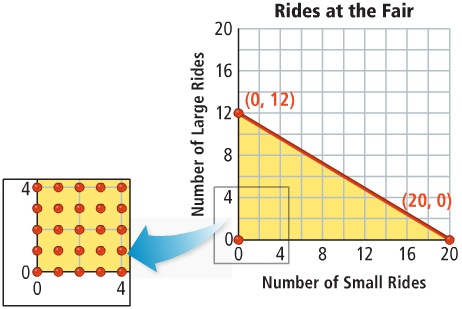 Rides at the Fair
Number of Large Rides
20
16
12
8
4
0
(0, 12)
(20, 0)
0 4 8 12 16 20
Number of Small Rides
4
0
0 4